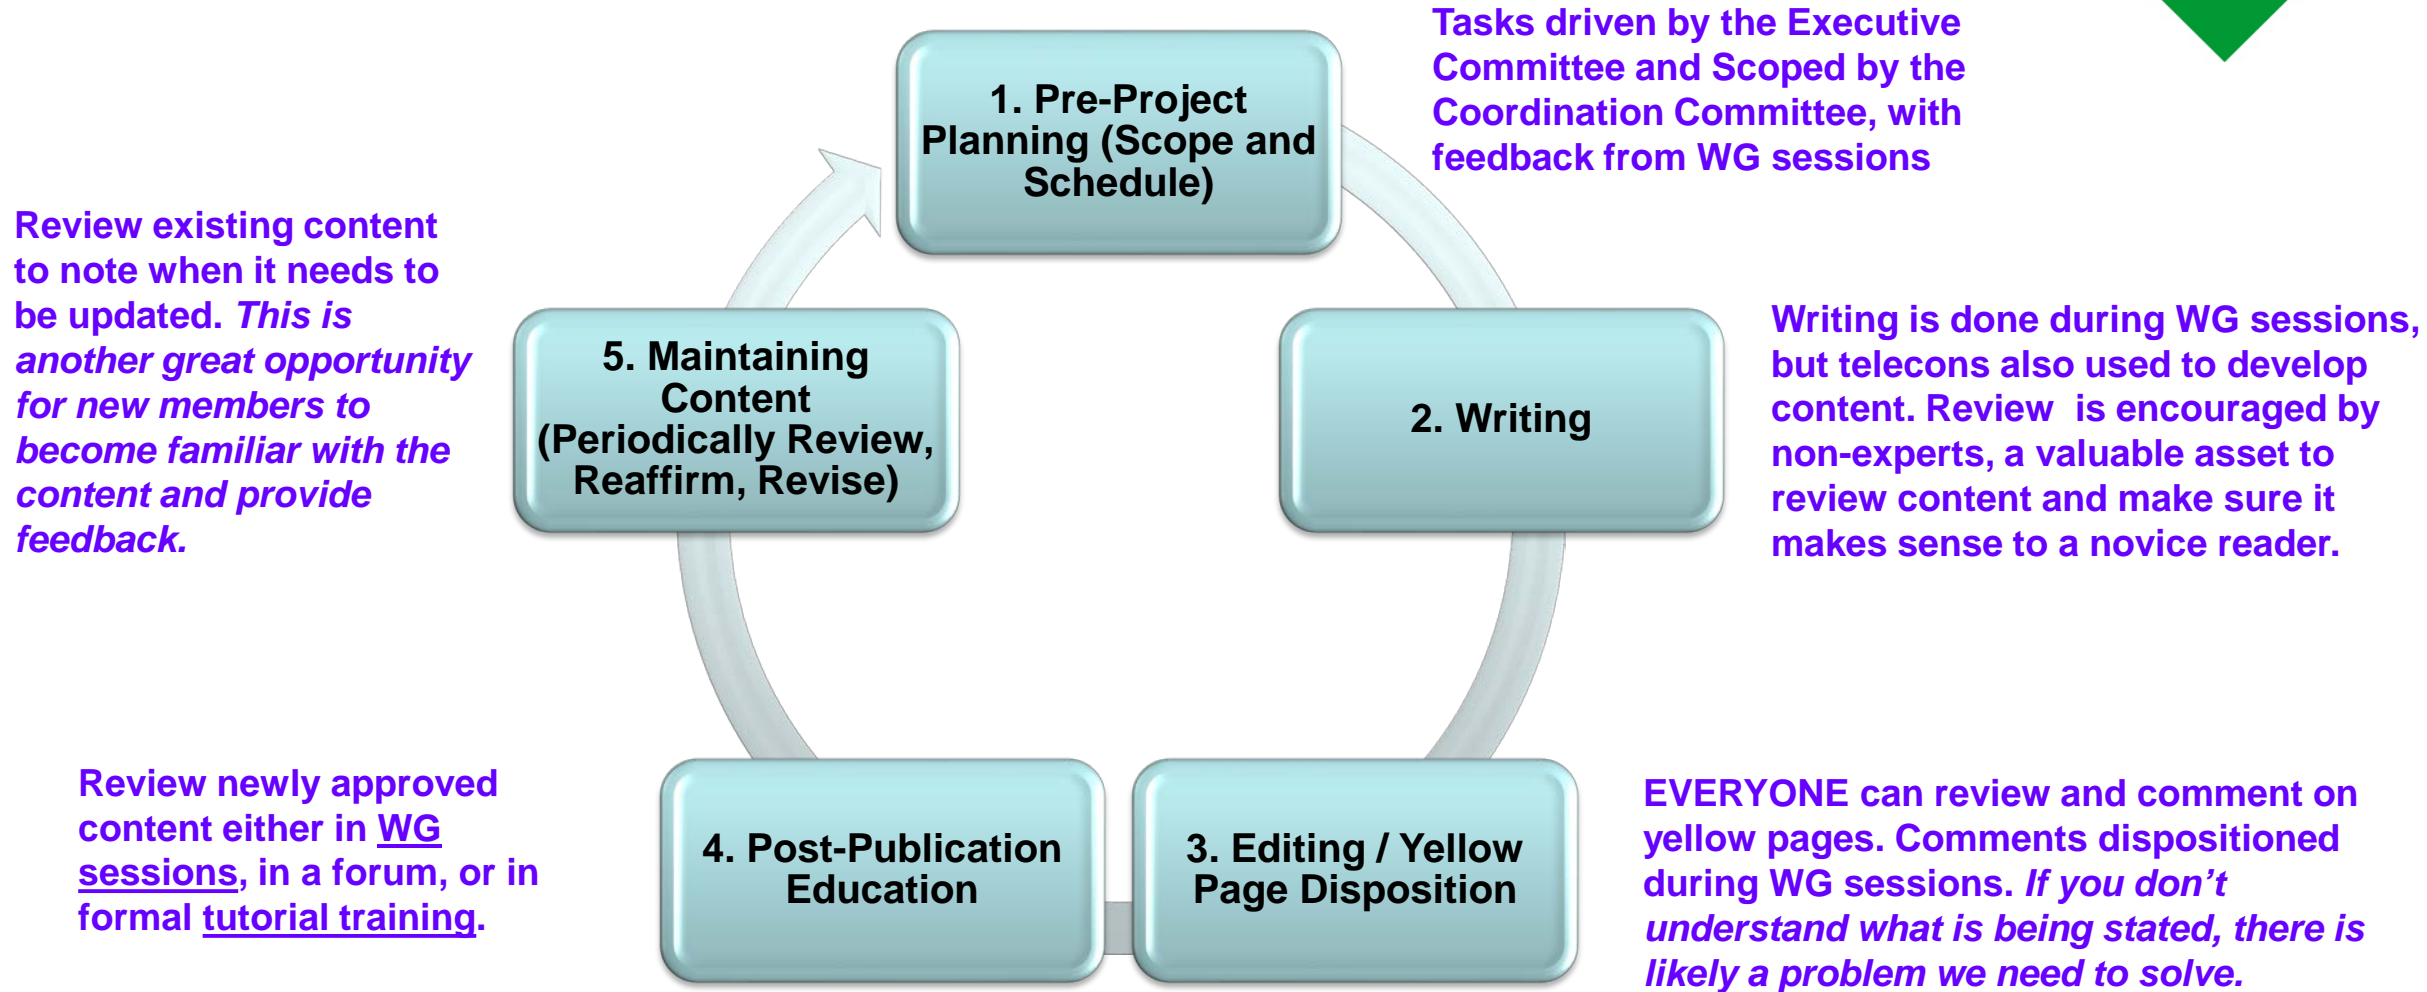 1. Pre-Project
Planning (Scope and
Schedule)
Tasks driven by the Executive
Committee and Scoped by the
Coordination Committee, with
feedback from WG sessions
2. Writing
Writing is done during WG sessions,
but telecons also used to develop
content. Review  is encouraged by
non-experts, a valuable asset to
review content and make sure it
makes sense to a novice reader.
3. Editing / Yellow
Page Disposition
EVERYONE can review and comment on
yellow pages. Comments dispositioned
during WG sessions. If you don’t
understand what is being stated, there is
likely a problem we need to solve.
4. Post-Publication
Education
Review newly approved
content either in WG
sessions, in a forum, or in
formal tutorial training.
5. Maintaining
Content
(Periodically Review,
Reaffirm, Revise)
Review existing content
to note when it needs to
be updated. This is
another great opportunity
for new members to
become familiar with the
content and provide
feedback.